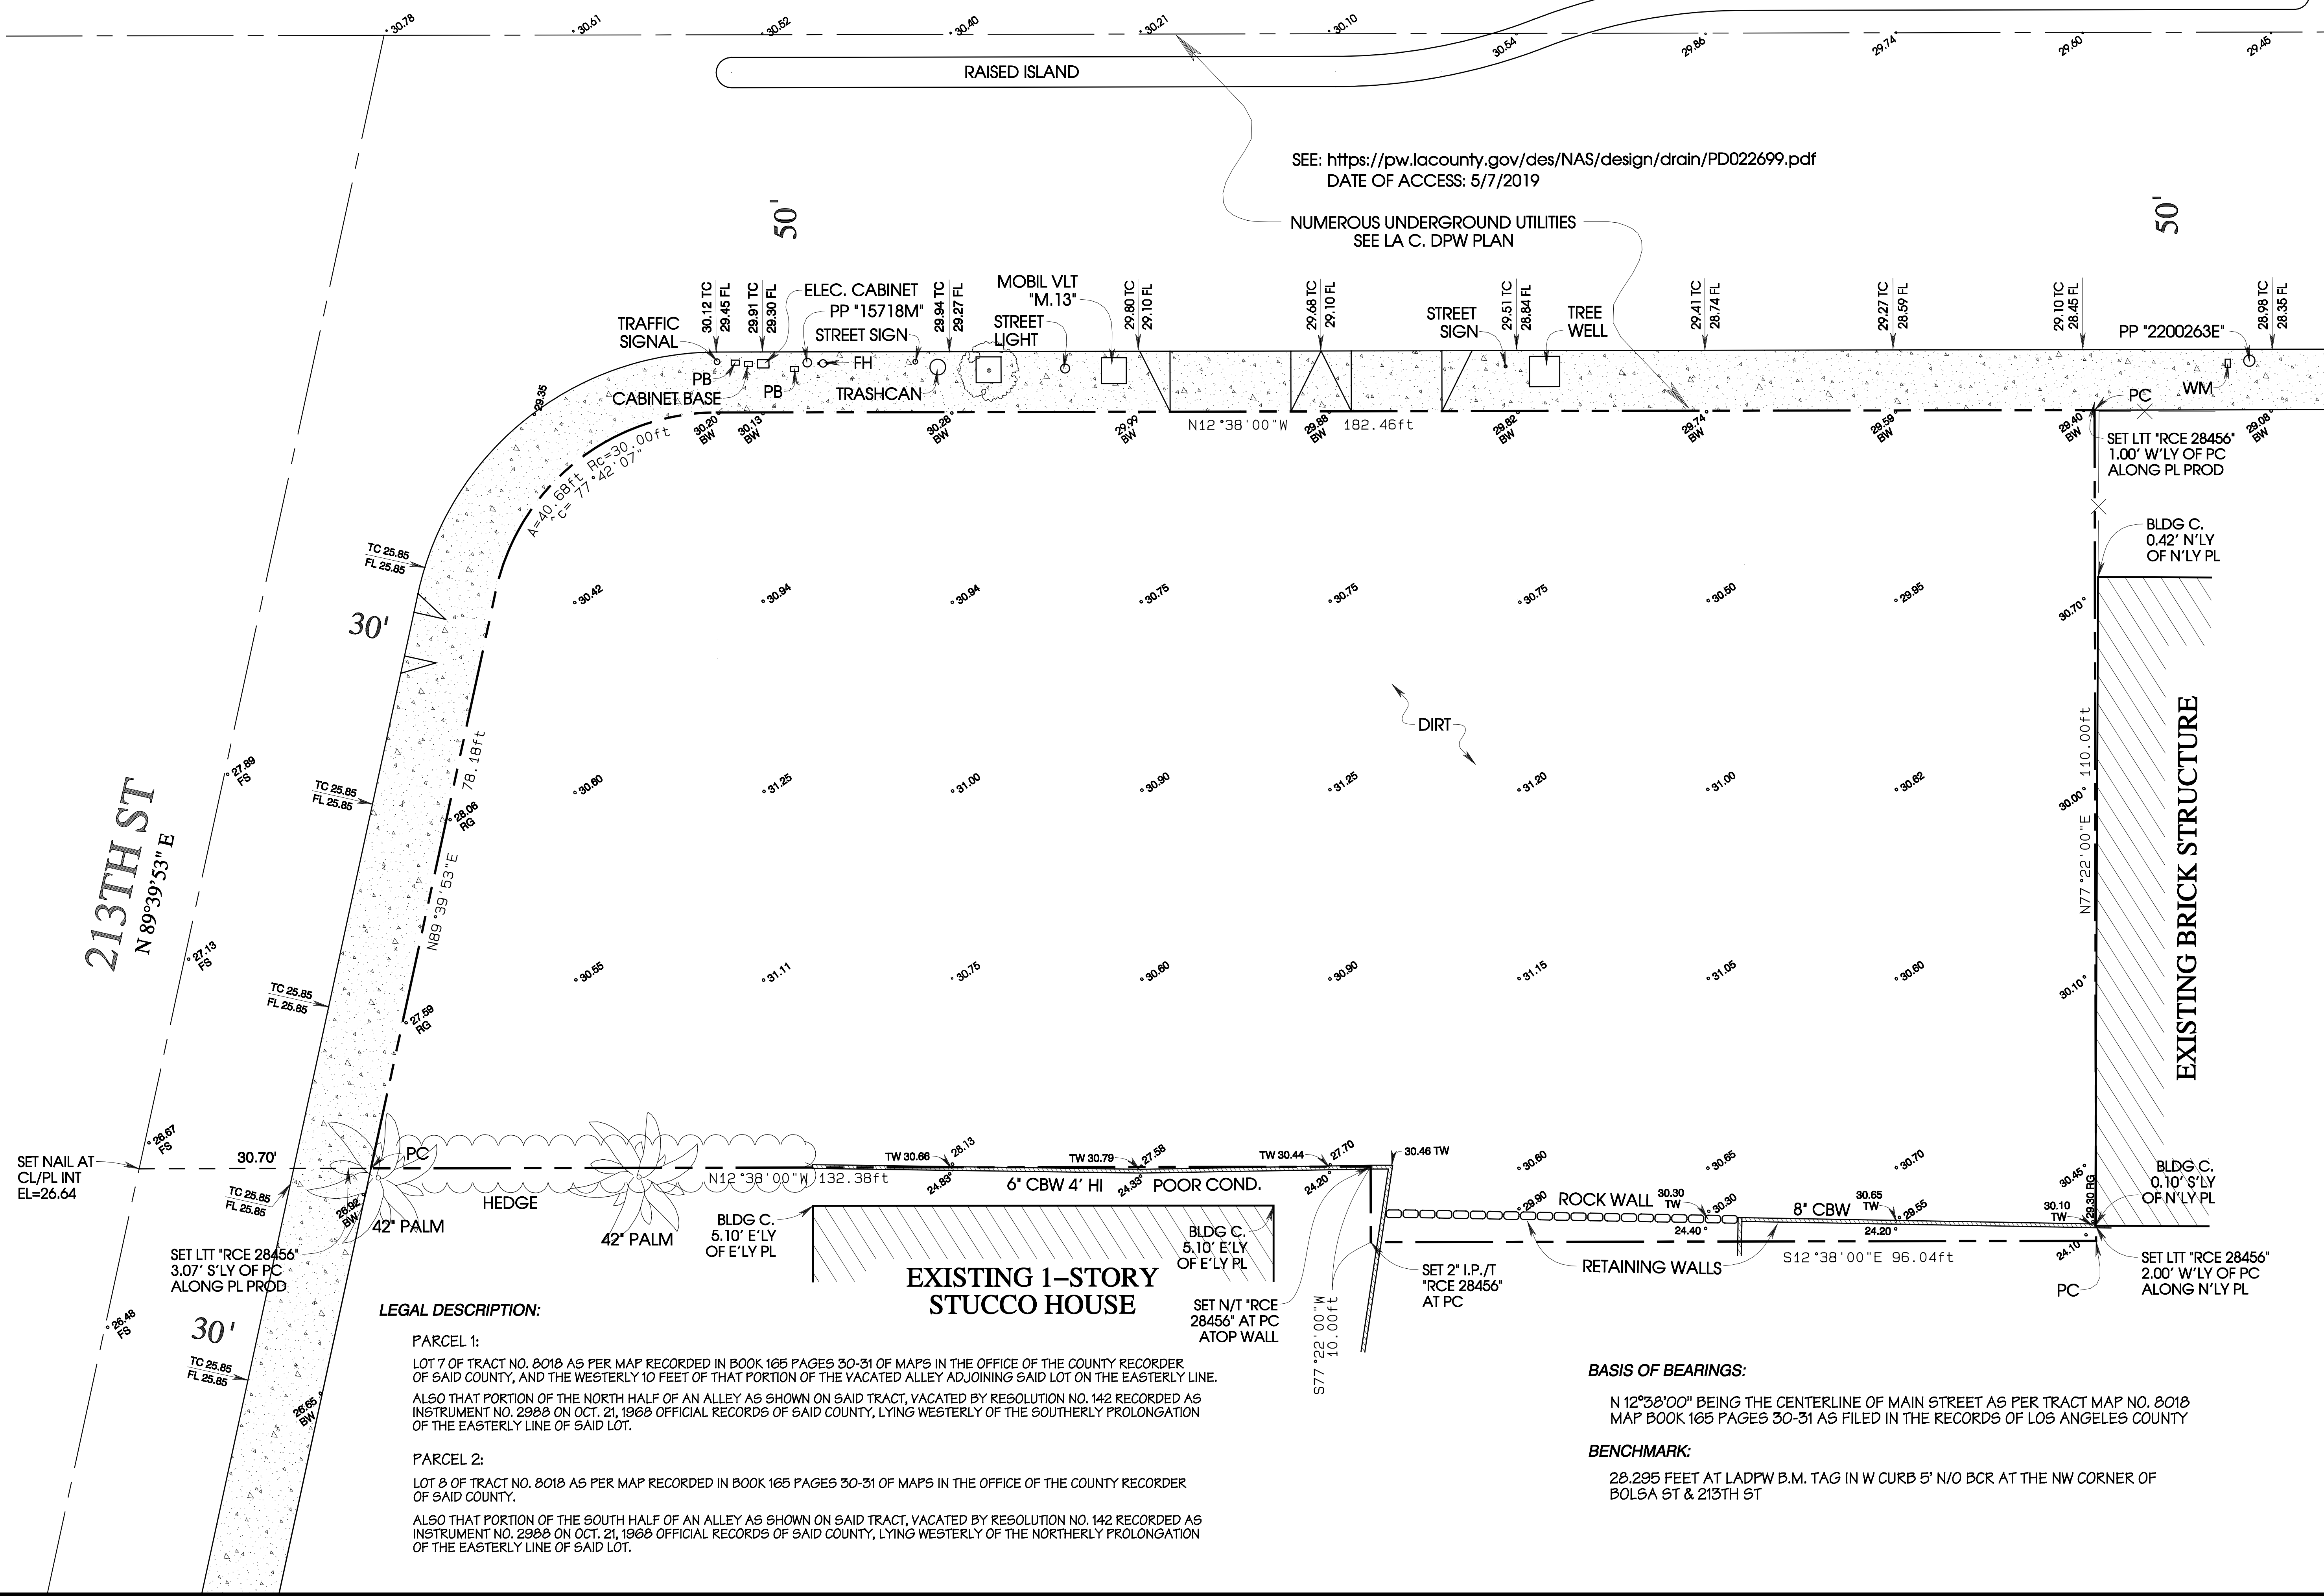 30.78
30.61
30.52
30.40
30.21
30.10
30.54
29.86
29.74
29.60
29.45
RAISED ISLAND
SEE: https://pw.lacounty.gov/des/NAS/design/drain/PD022699.pdf
DATE OF ACCESS: 5/7/2019
50'
50'
NUMEROUS UNDERGROUND UTILITIES
SEE LA C. DPW PLAN
30.12 TC
29.45 FL
29.91 TC
29.30 FL
29.94 TC
29.27 FL
29.80 TC
29.10 FL
29.68 TC
29.10 FL
29.51 TC
28.84 FL
29.41 TC
28.74 FL
29.27 TC
28.59 FL
29.10 TC
28.45 FL
28.98 TC
28.35 FL
TRAFFIC
SIGNAL
ELEC. CABINET
PP "15718M"
STREET SIGN
MOBIL VLT
"M.13"
STREET
LIGHT
STREET
SIGN
TREE
WELL
PP "2200263E"
PB
CABINET BASE
PB
FH
TRASHCAN
WM
PC
29.35
30.20
BW
30.13
BW
30.28
BW
29.99
BW
N12°38'00"W
29.88
BW
182.46ft
29.82
BW
29.74
BW
29.59
BW
29.40
BW
29.08
BW
A=40.68ft Rc=30.00ft
^c= 77°42'07"
SET LTT "RCE 28456"
1.00' W'LY OF PC
ALONG PL PROD
BLDG C.
0.42' N'LY
OF N'LY PL
TC 25.85
FL 25.85
30'
30.42
30.94
30.94
30.75
30.75
30.75
30.50
29.95
30.70
DIRT
78.18ft
N77°22'00"E 110.00ft
EXISTING BRICK STRUCTURE
213TH ST
N 89°39'53" E
27.89
FS
TC 25.85
FL 25.85
28.06
RG
30.60
31.25
31.00
30.90
31.25
31.20
31.00
30.62
30.00
N89°39'53"E
27.13
FS
TC 25.85
FL 25.85
27.59
RG
30.55
31.11
30.75
30.60
30.90
31.15
31.05
30.60
30.10
SET NAIL AT
CL/PL INT
EL=26.64
26.67
FS
30.70'
PC
TC 25.85
FL 25.85
26.92
BW
42" PALM
HEDGE
42" PALM
N12°38'00"W 132.38ft
TW 30.66
28.13
24.83
TW 30.79
27.58
24.33
6" CBW 4' HI
POOR COND.
TW 30.44
27.70
24.20
30.46 TW
30.60
30.65
30.70
30.45
29.90
ROCK WALL
30.30
TW
30.30
24.40
8" CBW
30.65
TW
29.55
24.20
30.10
TW
29.30 RG
24.10
BLDG C.
0.10' S'LY
OF N'LY PL
SET LTT "RCE 28456"
3.07' S'LY OF PC
ALONG PL PROD
BLDG C.
5.10' E'LY
OF E'LY PL
BLDG C.
5.10' E'LY
OF E'LY PL
EXISTING 1-STORY
STUCCO HOUSE
SET N/T "RCE
28456" AT PC
ATOP WALL
S77°22'00"W
10.00ft
SET 2" I.P./T
"RCE 28456"
AT PC
RETAINING WALLS
S12°38'00"E 96.04ft
PC
SET LTT "RCE 28456"
2.00' W'LY OF PC
ALONG N'LY PL
26.48
FS
30'
TC 25.85
FL 25.85
26.65
BW
LEGAL DESCRIPTION:
PARCEL 1:
LOT 7 OF TRACT NO. 8018 AS PER MAP RECORDED IN BOOK 165 PAGES 30-31 OF MAPS IN THE OFFICE OF THE COUNTY RECORDER
OF SAID COUNTY, AND THE WESTERLY 10 FEET OF THAT PORTION OF THE VACATED ALLEY ADJOINING SAID LOT ON THE EASTERLY LINE.
ALSO THAT PORTION OF THE NORTH HALF OF AN ALLEY AS SHOWN ON SAID TRACT, VACATED BY RESOLUTION NO. 142 RECORDED AS
INSTRUMENT NO. 2988 ON OCT. 21, 1968 OFFICIAL RECORDS OF SAID COUNTY, LYING WESTERLY OF THE SOUTHERLY PROLONGATION
OF THE EASTERLY LINE OF SAID LOT.
PARCEL 2:
LOT 8 OF TRACT NO. 8018 AS PER MAP RECORDED IN BOOK 165 PAGES 30-31 OF MAPS IN THE OFFICE OF THE COUNTY RECORDER
OF SAID COUNTY.
ALSO THAT PORTION OF THE SOUTH HALF OF AN ALLEY AS SHOWN ON SAID TRACT, VACATED BY RESOLUTION NO. 142 RECORDED AS
INSTRUMENT NO. 2988 ON OCT. 21, 1968 OFFICIAL RECORDS OF SAID COUNTY, LYING WESTERLY OF THE NORTHERLY PROLONGATION
OF THE EASTERLY LINE OF SAID LOT.
BASIS OF BEARINGS:
N 12°38'00" BEING THE CENTERLINE OF MAIN STREET AS PER TRACT MAP NO. 8018
MAP BOOK 165 PAGES 30-31 AS FILED IN THE RECORDS OF LOS ANGELES COUNTY
BENCHMARK:
28.295 FEET AT LADPW B.M. TAG IN W CURB 5' N/O BCR AT THE NW CORNER OF
BOLSA ST & 213TH ST